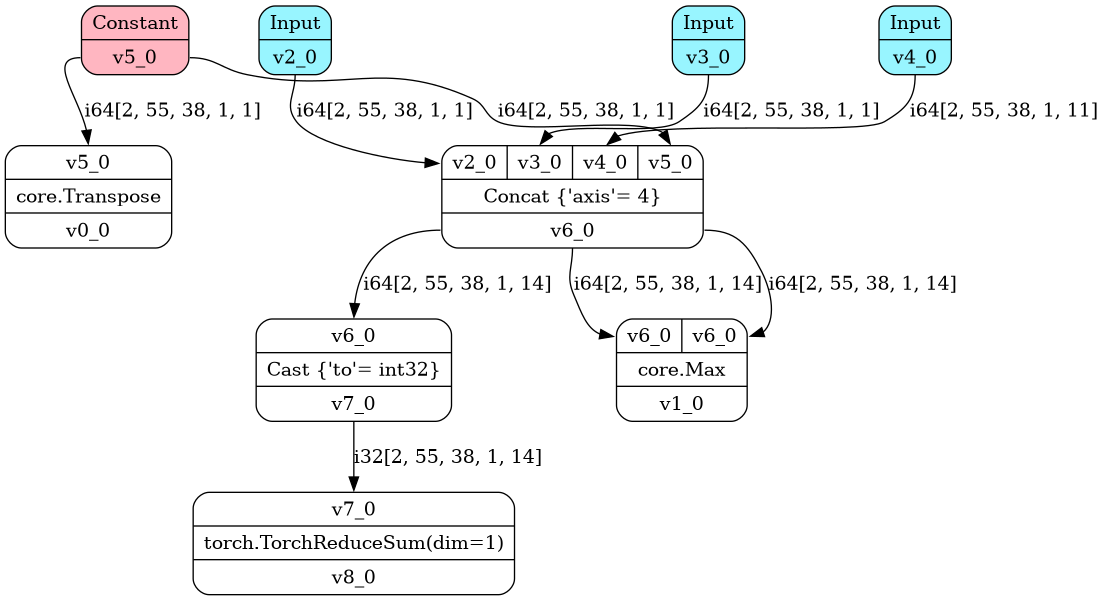 Constant
v5_0
Input
v2_0
Input
v3_0
Input
v4_0
i64[2, 55, 38, 1, 1]
i64[2, 55, 38, 1, 1]
i64[2, 55, 38, 1, 1]
i64[2, 55, 38, 1, 1]
i64[2, 55, 38, 1, 11]
v5_0
core.Transpose
v0_0
v2_0 v3_0 v4_0 v5_0
Concat {'axis'= 4}
v6_0
i64[2, 55, 38, 1, 14]
i64[2, 55, 38, 1, 14]
i64[2, 55, 38, 1, 14]
v6_0
Cast {'to'= int32}
v7_0
v6_0 v6_0
core.Max
v1_0
i32[2, 55, 38, 1, 14]
v7_0
torch.TorchReduceSum(dim=1)
v8_0